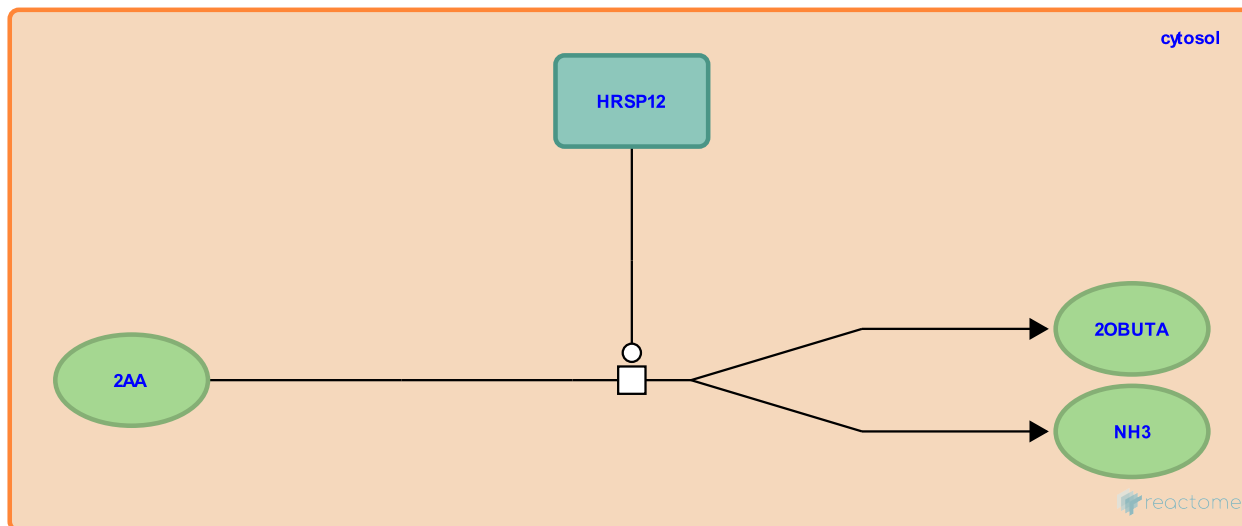 cytosol
HRSP12
2OBUTA
2AA
NH3
reactome